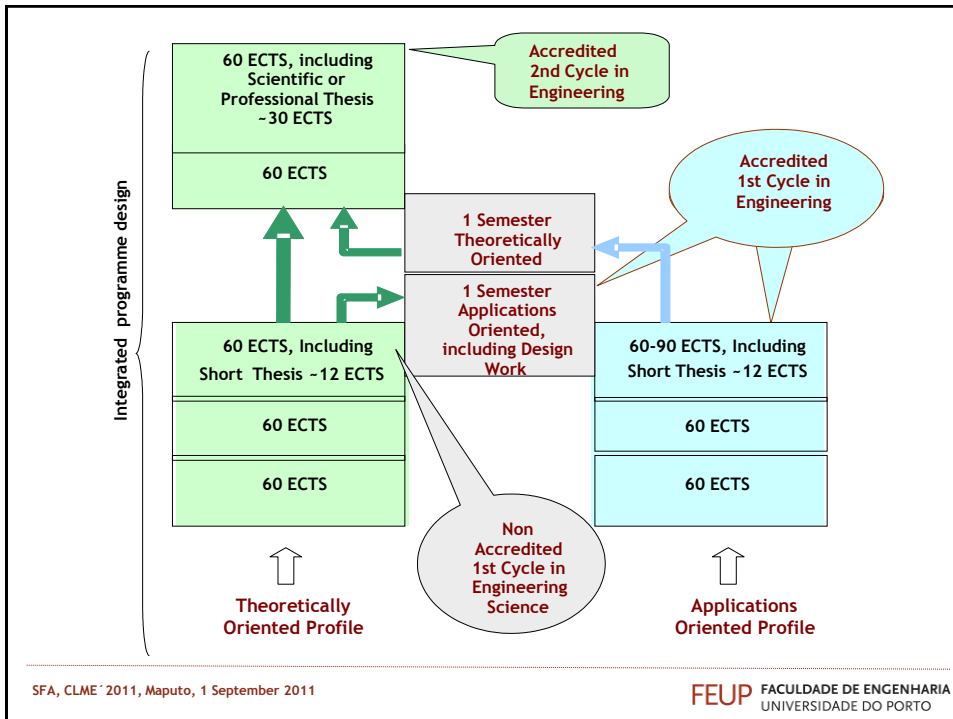 60 ECTS, including
Scientific or
Professional Thesis
~30 ECTS
60 ECTS
Accredited
2nd Cycle in
Engineering
Accredited
1st Cycle in
Engineering
Integrated programme design
1 Semester
Theoretically
Oriented
1 Semester
Applications
Oriented,
including Design
Work
60 ECTS, Including
Short Thesis ~12 ECTS
60 ECTS
60 ECTS
60-90 ECTS, Including
Short Thesis ~12 ECTS
60 ECTS
60 ECTS
Non
Accredited
1st Cycle in
Engineering
Science
Theoretically
Oriented Profile
Applications
Oriented Profile
SFA, CLME´2011, Maputo, 1 September 2011
FEUP FACULDADE DE ENGENHARIA
UNIVERSIDADE DO PORTO